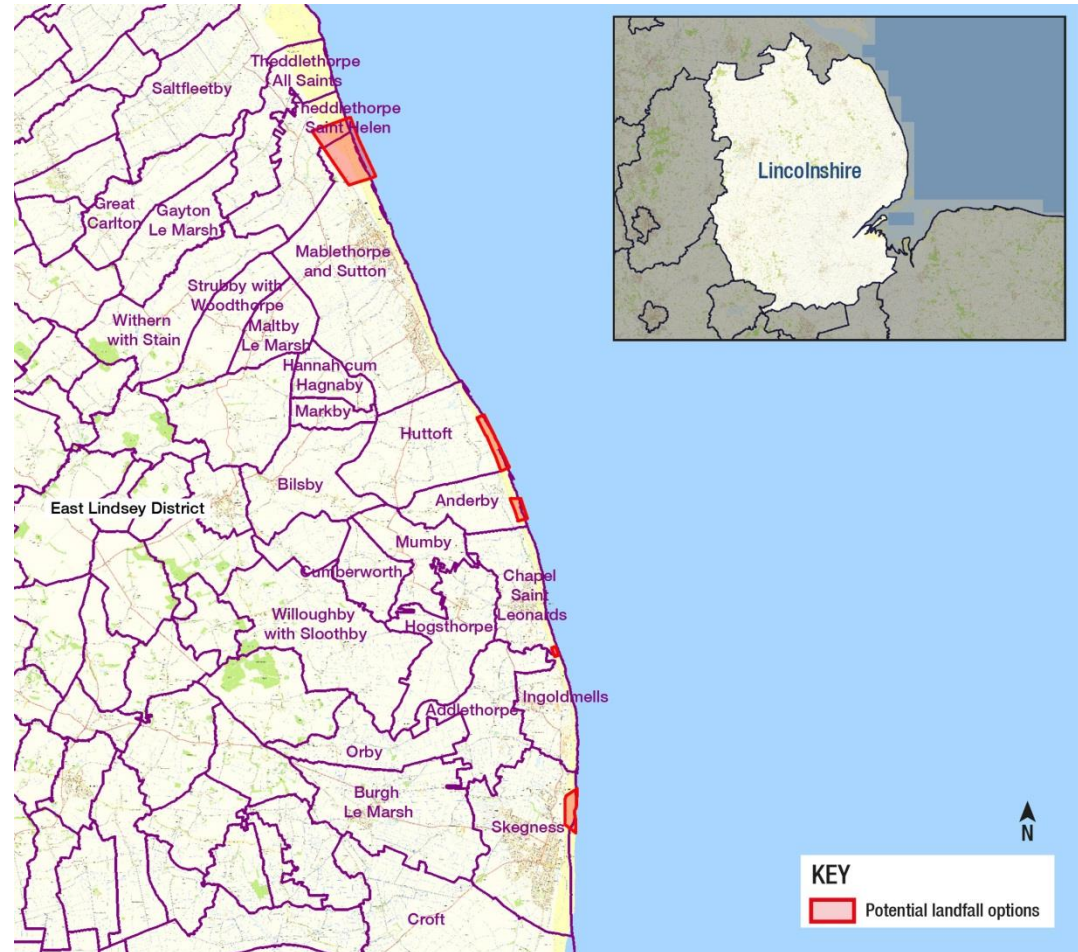 Theddlethorpe
All Saints
Saltfleetby
Theddlethorpe
Saint Helen
Lincolnshire
Great
Carlton
Gayton
Le Marsh
Mablethorpe
and Sutton
Strubby with
Woodthorpe
Withern
with Stain
Maltby
Le Marsh
Hannah cum
Hagnaby
Markby
Huttoft
Bilsby
Anderby
East Lindsey District
Mumby
Cumberworth
Chapel
Saint
Leonards
Willoughby
with Sloothby
Hogsthorpe
Ingoldmells
Addlethorpe
Orby
Burgh
Le Marsh
Skegness
N
KEY
Potential landfall options
Croft